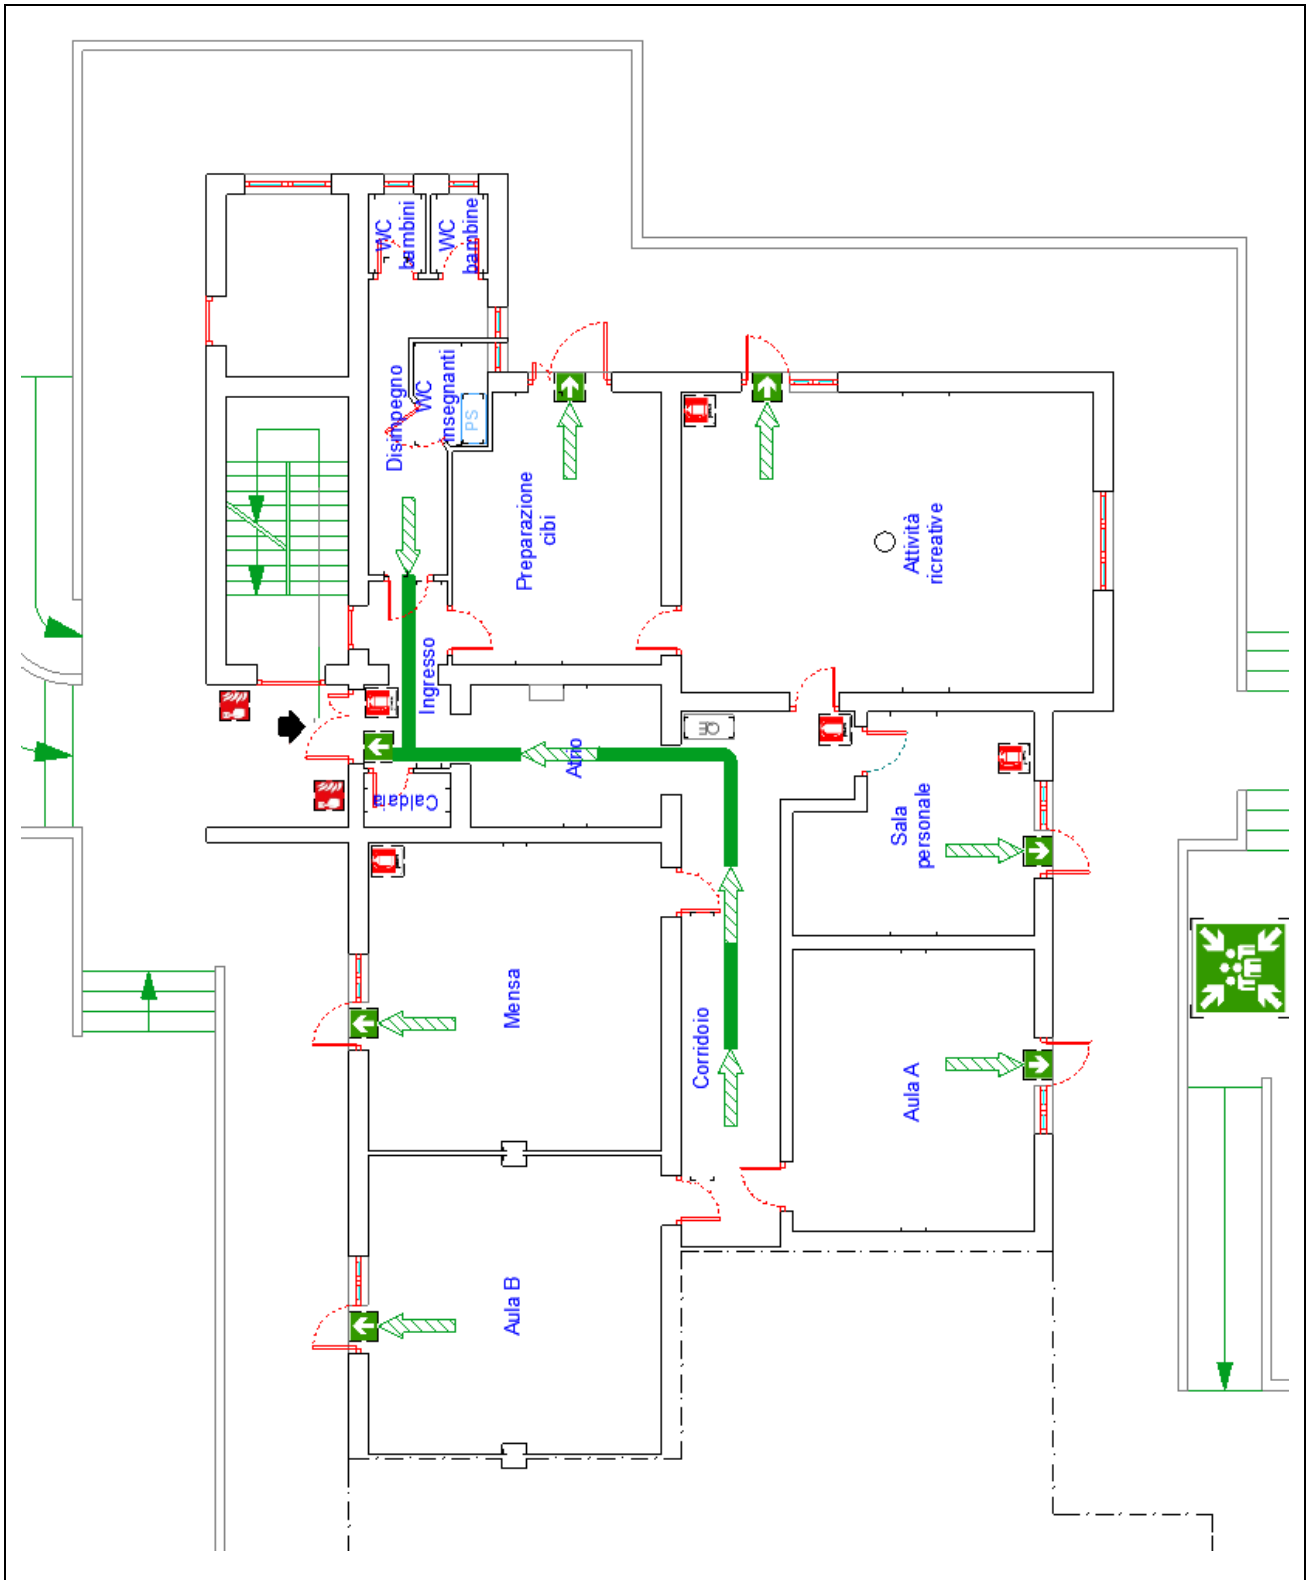 WC
bambini
WC
bambine
Disimpegno
WC
insegnanti
PS
Preparazione
cibi
Attività
ricreative
Ingresso
Atrio
QE
Caldaia
Sala
personale
Mensa
Corridoio
Aula A
Aula B